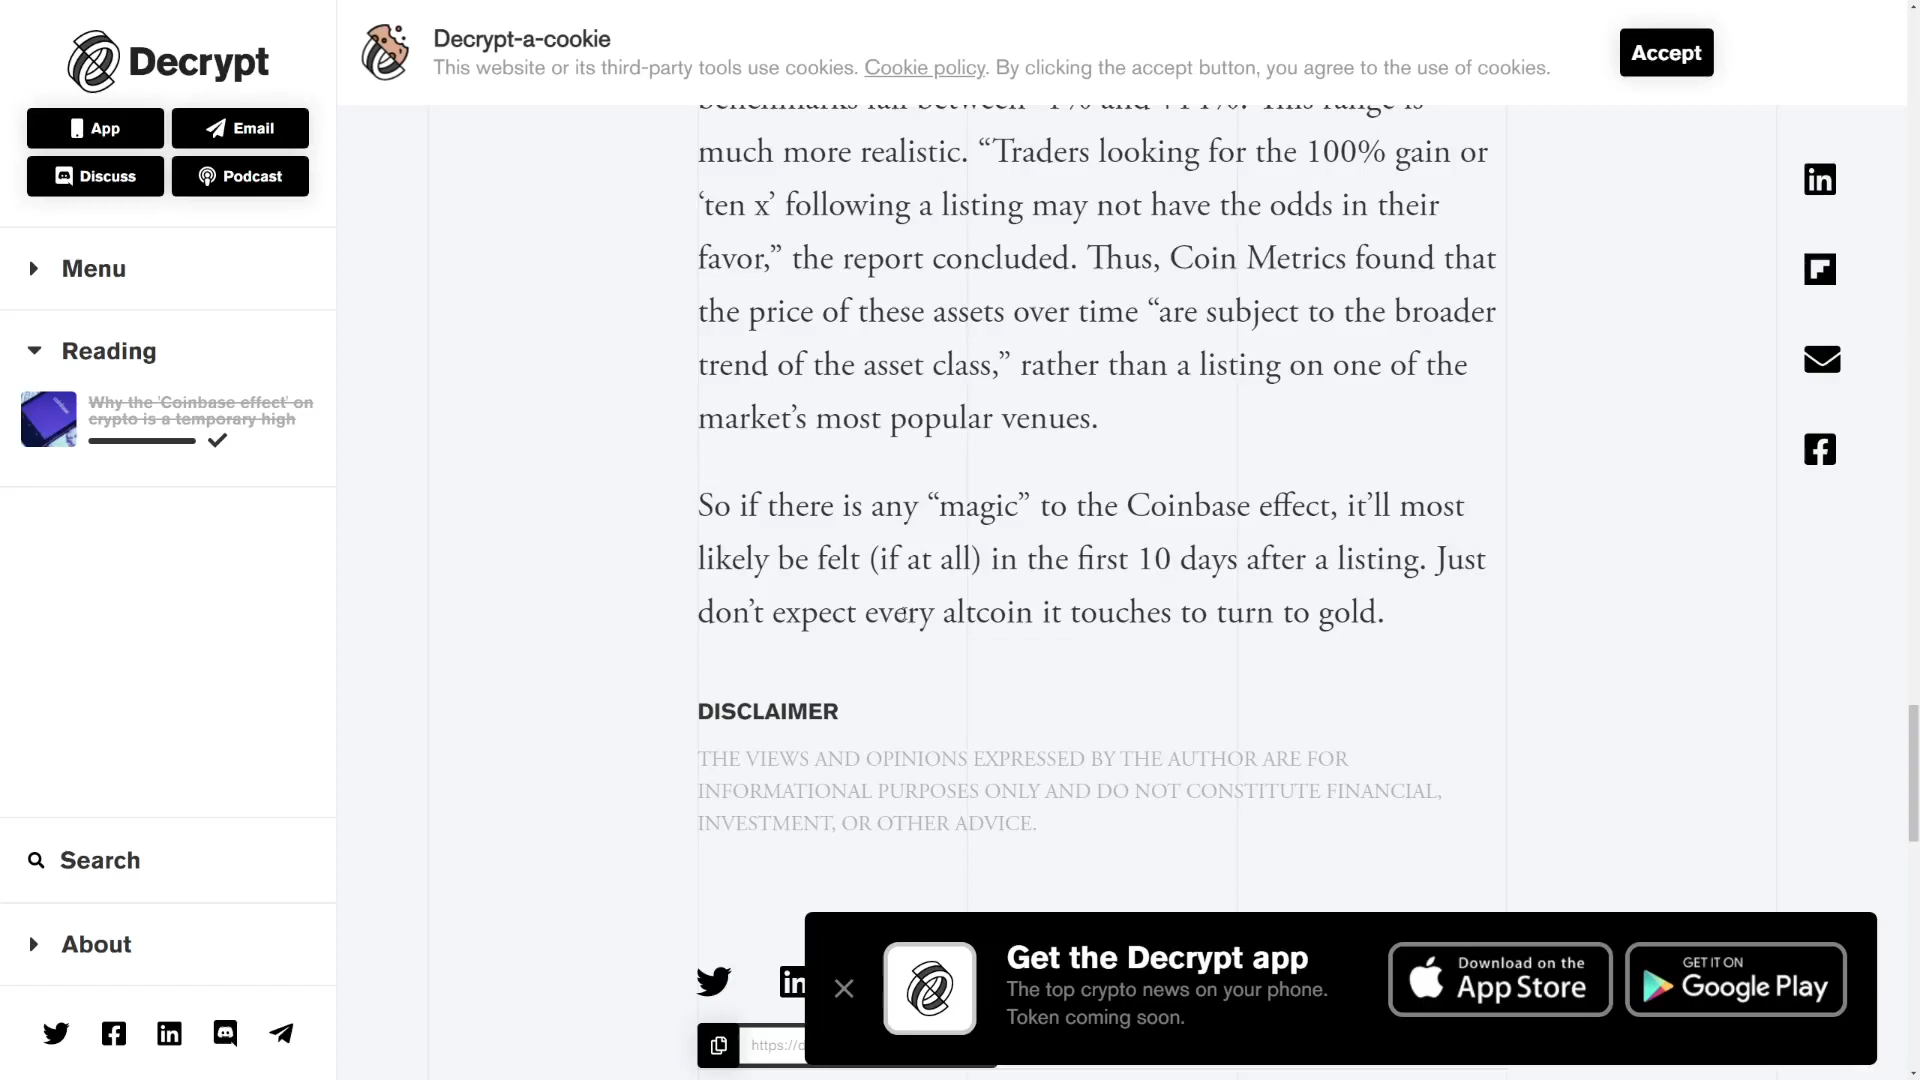 Decrypt
App
Email
Discuss
Podcast
Menu
Reading
Why the 'Coinbase effect' on
crypto is a temporary high
Search
About
Decrypt-a-cookie
This website or its third-party tools use cookies. Cookie policy. By clicking the accept button, you agree to the use of cookies.
Accept
much more realistic. “Traders looking for the 100% gain or
‘ten x’ following a listing may not have the odds in their
favor,” the report concluded. Thus, Coin Metrics found that
the price of these assets over time “are subject to the broader
trend of the asset class,” rather than a listing on one of the
market’s most popular venues.
So if there is any “magic” to the Coinbase effect, it’ll most
likely be felt (if at all) in the first 10 days after a listing. Just
don’t expect every altcoin it touches to turn to gold.
DISCLAIMER
THE VIEWS AND OPINIONS EXPRESSED BY THE AUTHOR ARE FOR
INFORMATIONAL PURPOSES ONLY AND DO NOT CONSTITUTE FINANCIAL,
INVESTMENT, OR OTHER ADVICE.
https://d
Get the Decrypt app
The top crypto news on your phone.
Token coming soon.
Download on the
App Store
GET IT ON
Google Play